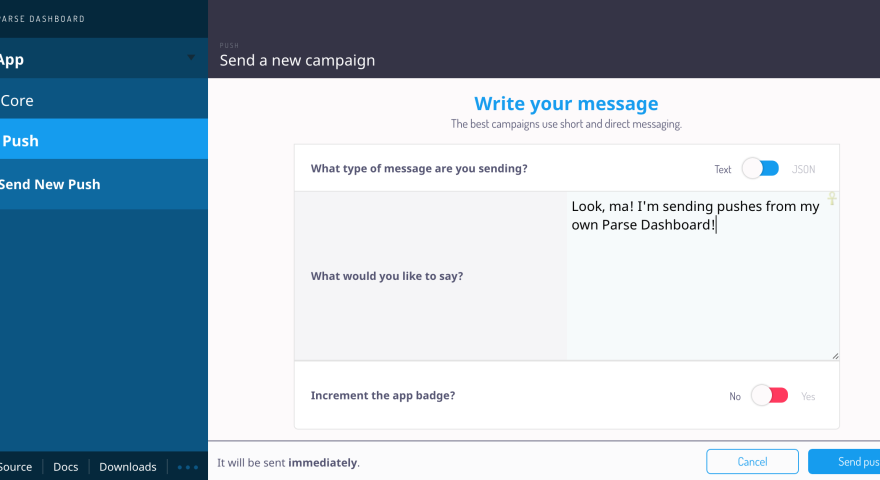 PARSE DASHBOARD
App
Core
Push
Send New Push
Source
Docs
Downloads
PUSH
Send a new campaign
Write your message
The best campaigns use short and direct messaging.
What type of message are you sending?
Text
JSON
What would you like to say?
Look, ma! I'm sending pushes from my
own Parse Dashboard!
Increment the app badge?
No
Yes
It will be sent immediately.
Cancel
Send pus